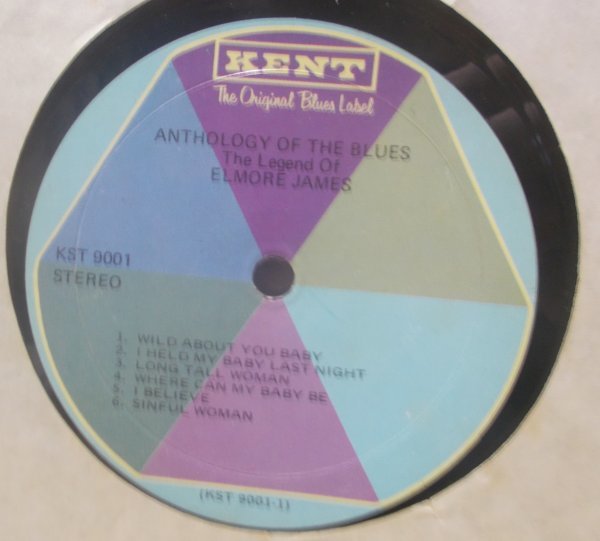 KENT
The Original Blues Label
ANTHOLOGY OF THE BLUES
The Legend Of
ELMORE JAMES
KST 9001
STEREO
1. WILD ABOUT YOU BABY
2. I HELD MY BABY LAST NIGHT
3. LONG TALL WOMAN
4. WHERE CAN MY BABY BE
5. I BELIEVE
6. SINFUL WOMAN
(KST 9001-1)